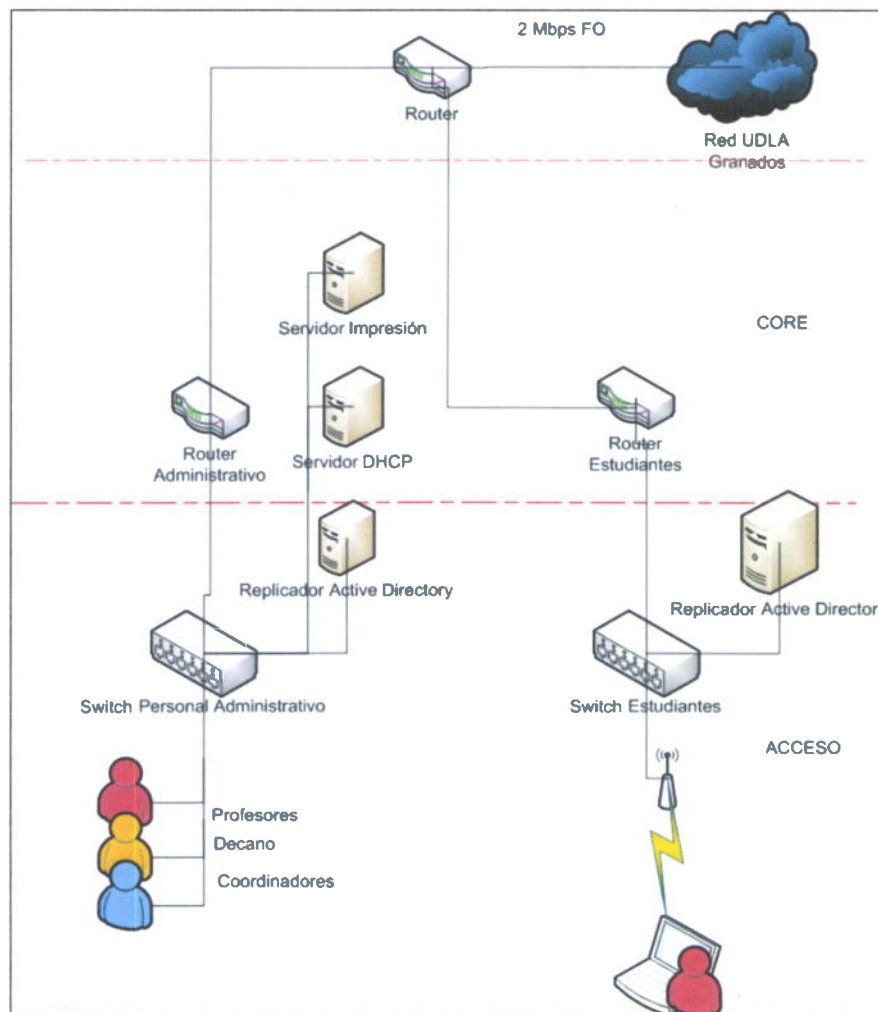 2 Mbps FO
Router
Red UDLA
Granados
Servidor Impresión
CORE
Router
Administrativo
Servidor DHCP
Router
Estudiantes
Replicador Active Directory
Replicador Active Director
Switch Personal Administrativo
Switch Estudiantes
ACCESO
Profesores
Decano
Coordinadores